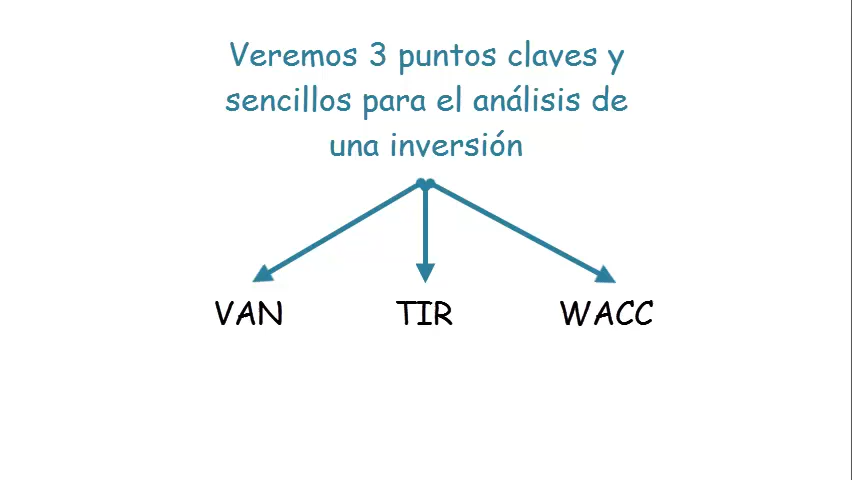 Veremos 3 puntos claves y
sencillos para el análisis de
una inversión
VAN TIR WACC